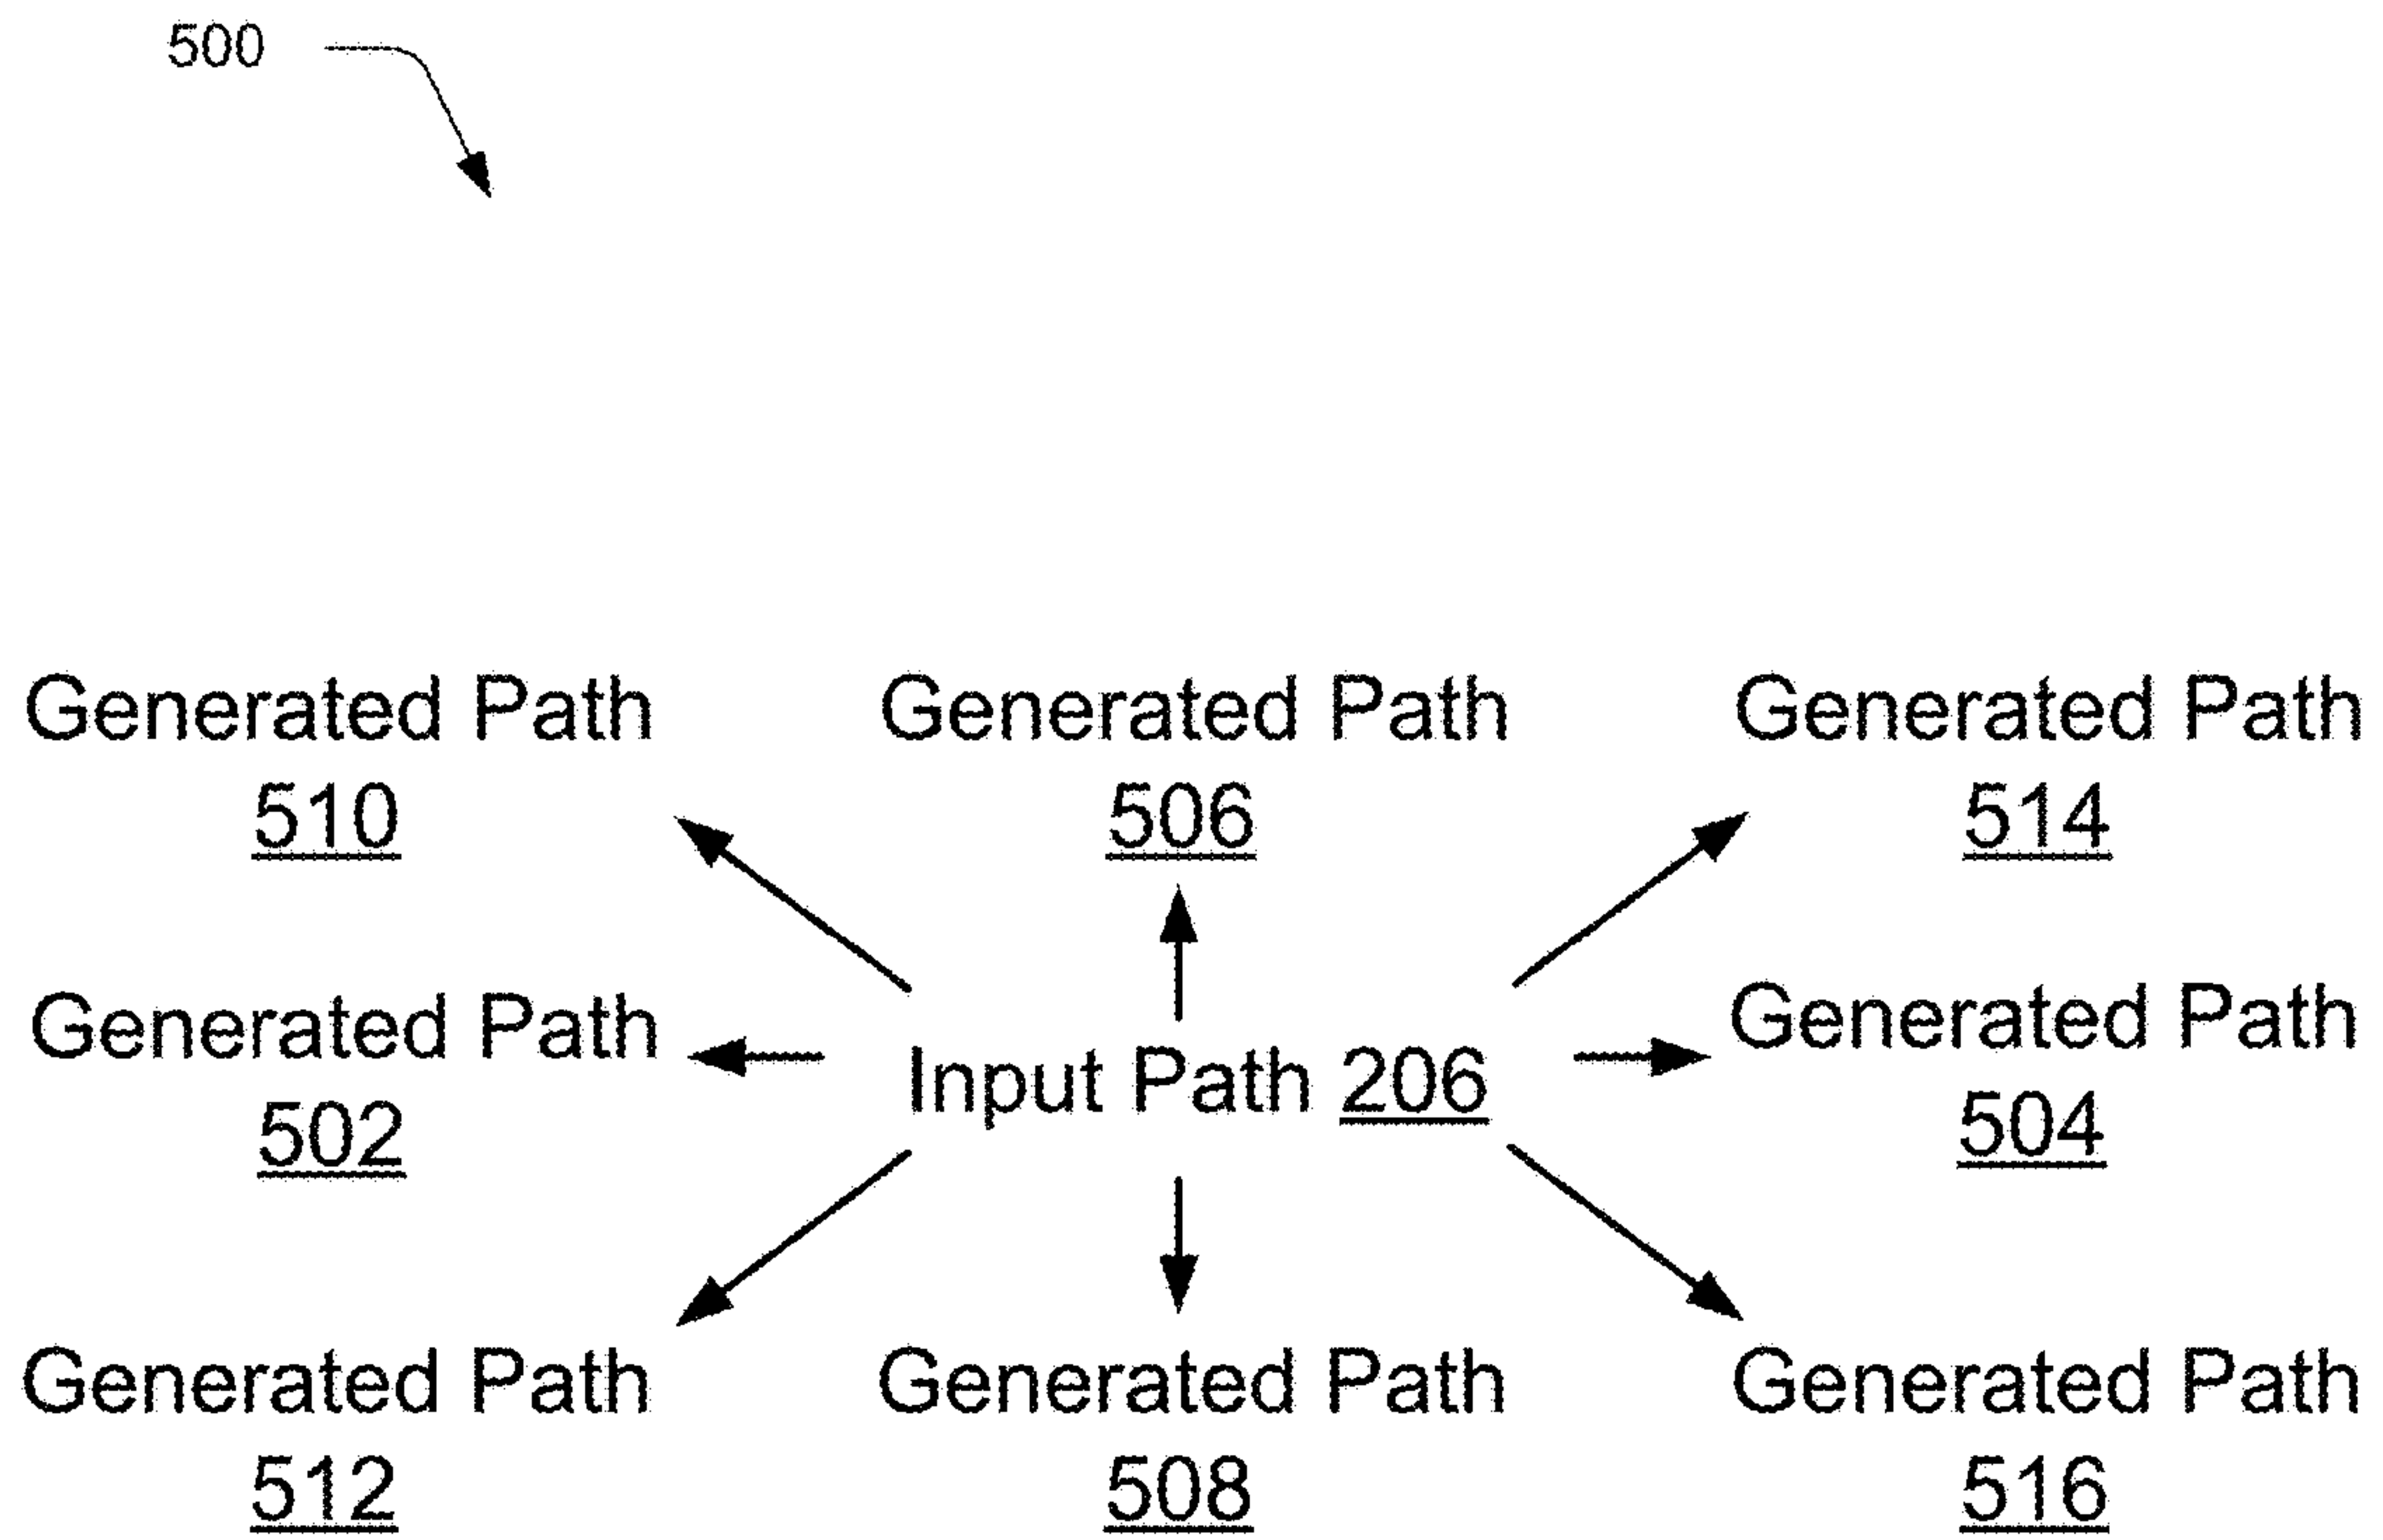 500
Generated Path
510
Generated Path
506
Generated Path
514
Generated Path
502
Input Path 206
Generated Path
504
Generated Path
512
Generated Path
508
Generated Path
516